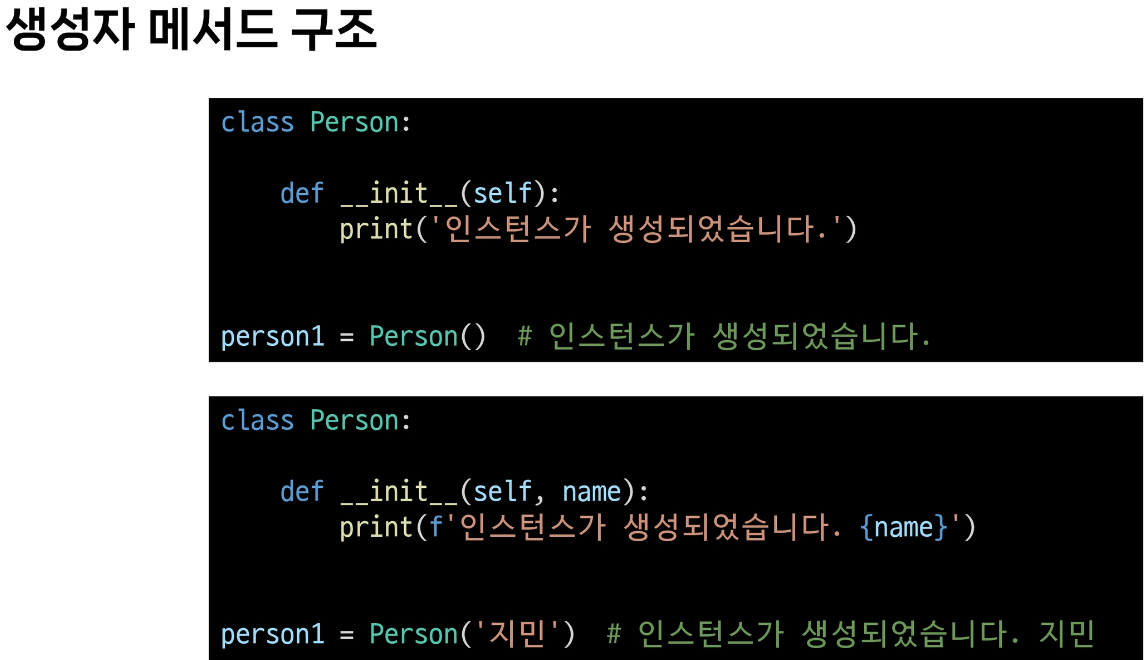 생성자 메서드 구조
class Person:
    def __init__(self):
        print('인스턴스가 생성되었습니다.')
person1 = Person()  # 인스턴스가 생성되었습니다.
class Person:
    def __init__(self, name):
        print(f'인스턴스가 생성되었습니다. {name}')
person1 = Person('지민')  # 인스턴스가 생성되었습니다. 지민